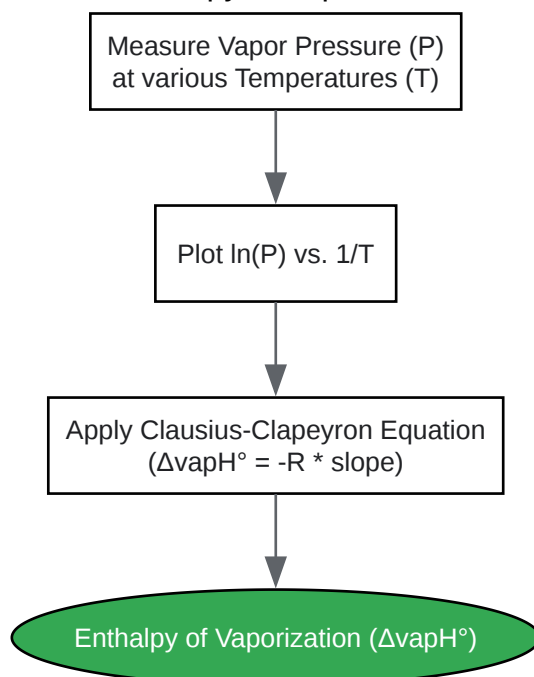 Measure Vapor Pressure (P)
at various Temperatures (T)
Plot ln(P) vs. 1/T
Apply Clausius-Clapeyron Equation
(ΔvapH° = -R * slope)
Enthalpy of Vaporization (ΔvapH°)